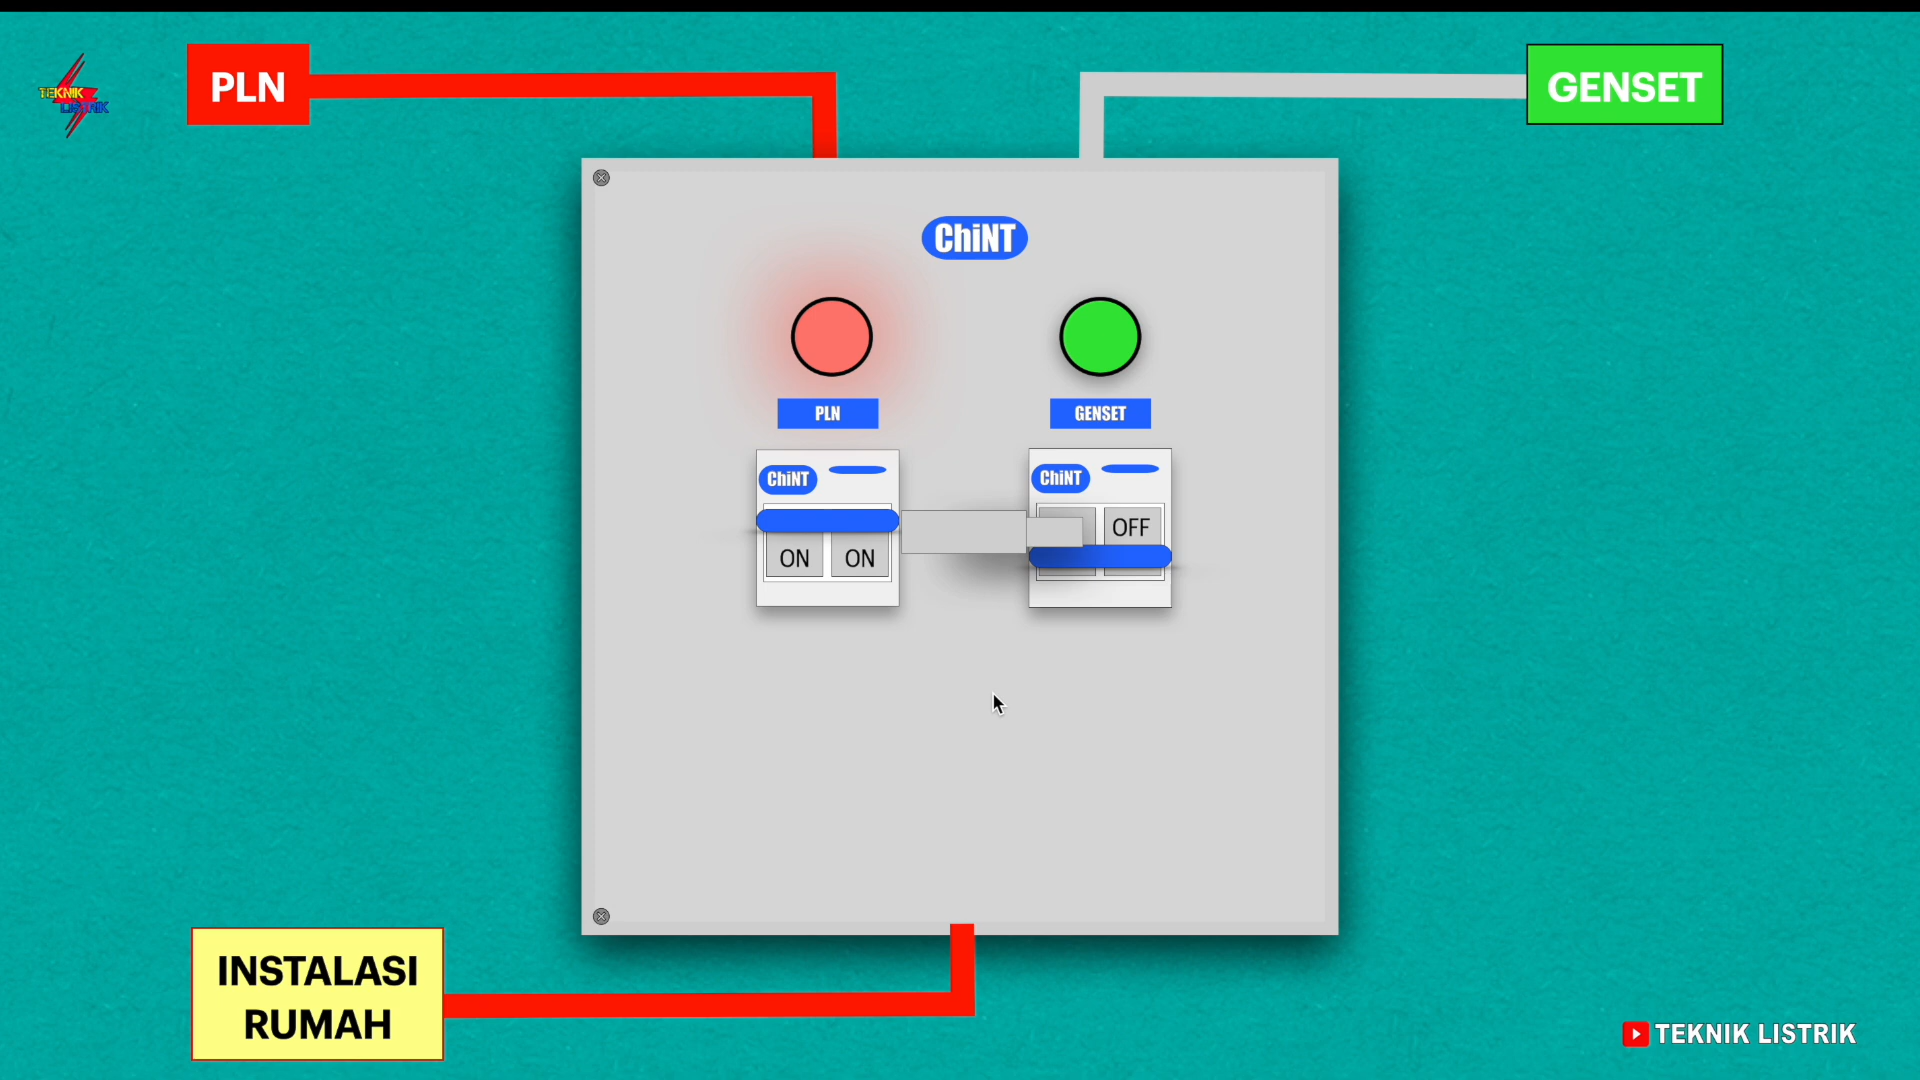 TEKNIK
LISTRIK
PLN
GENSET
ChiNT
PLN
GENSET
ChiNT
ChiNT
OFF
ON
ON
INSTALASI
RUMAH
TEKNIK LISTRIK